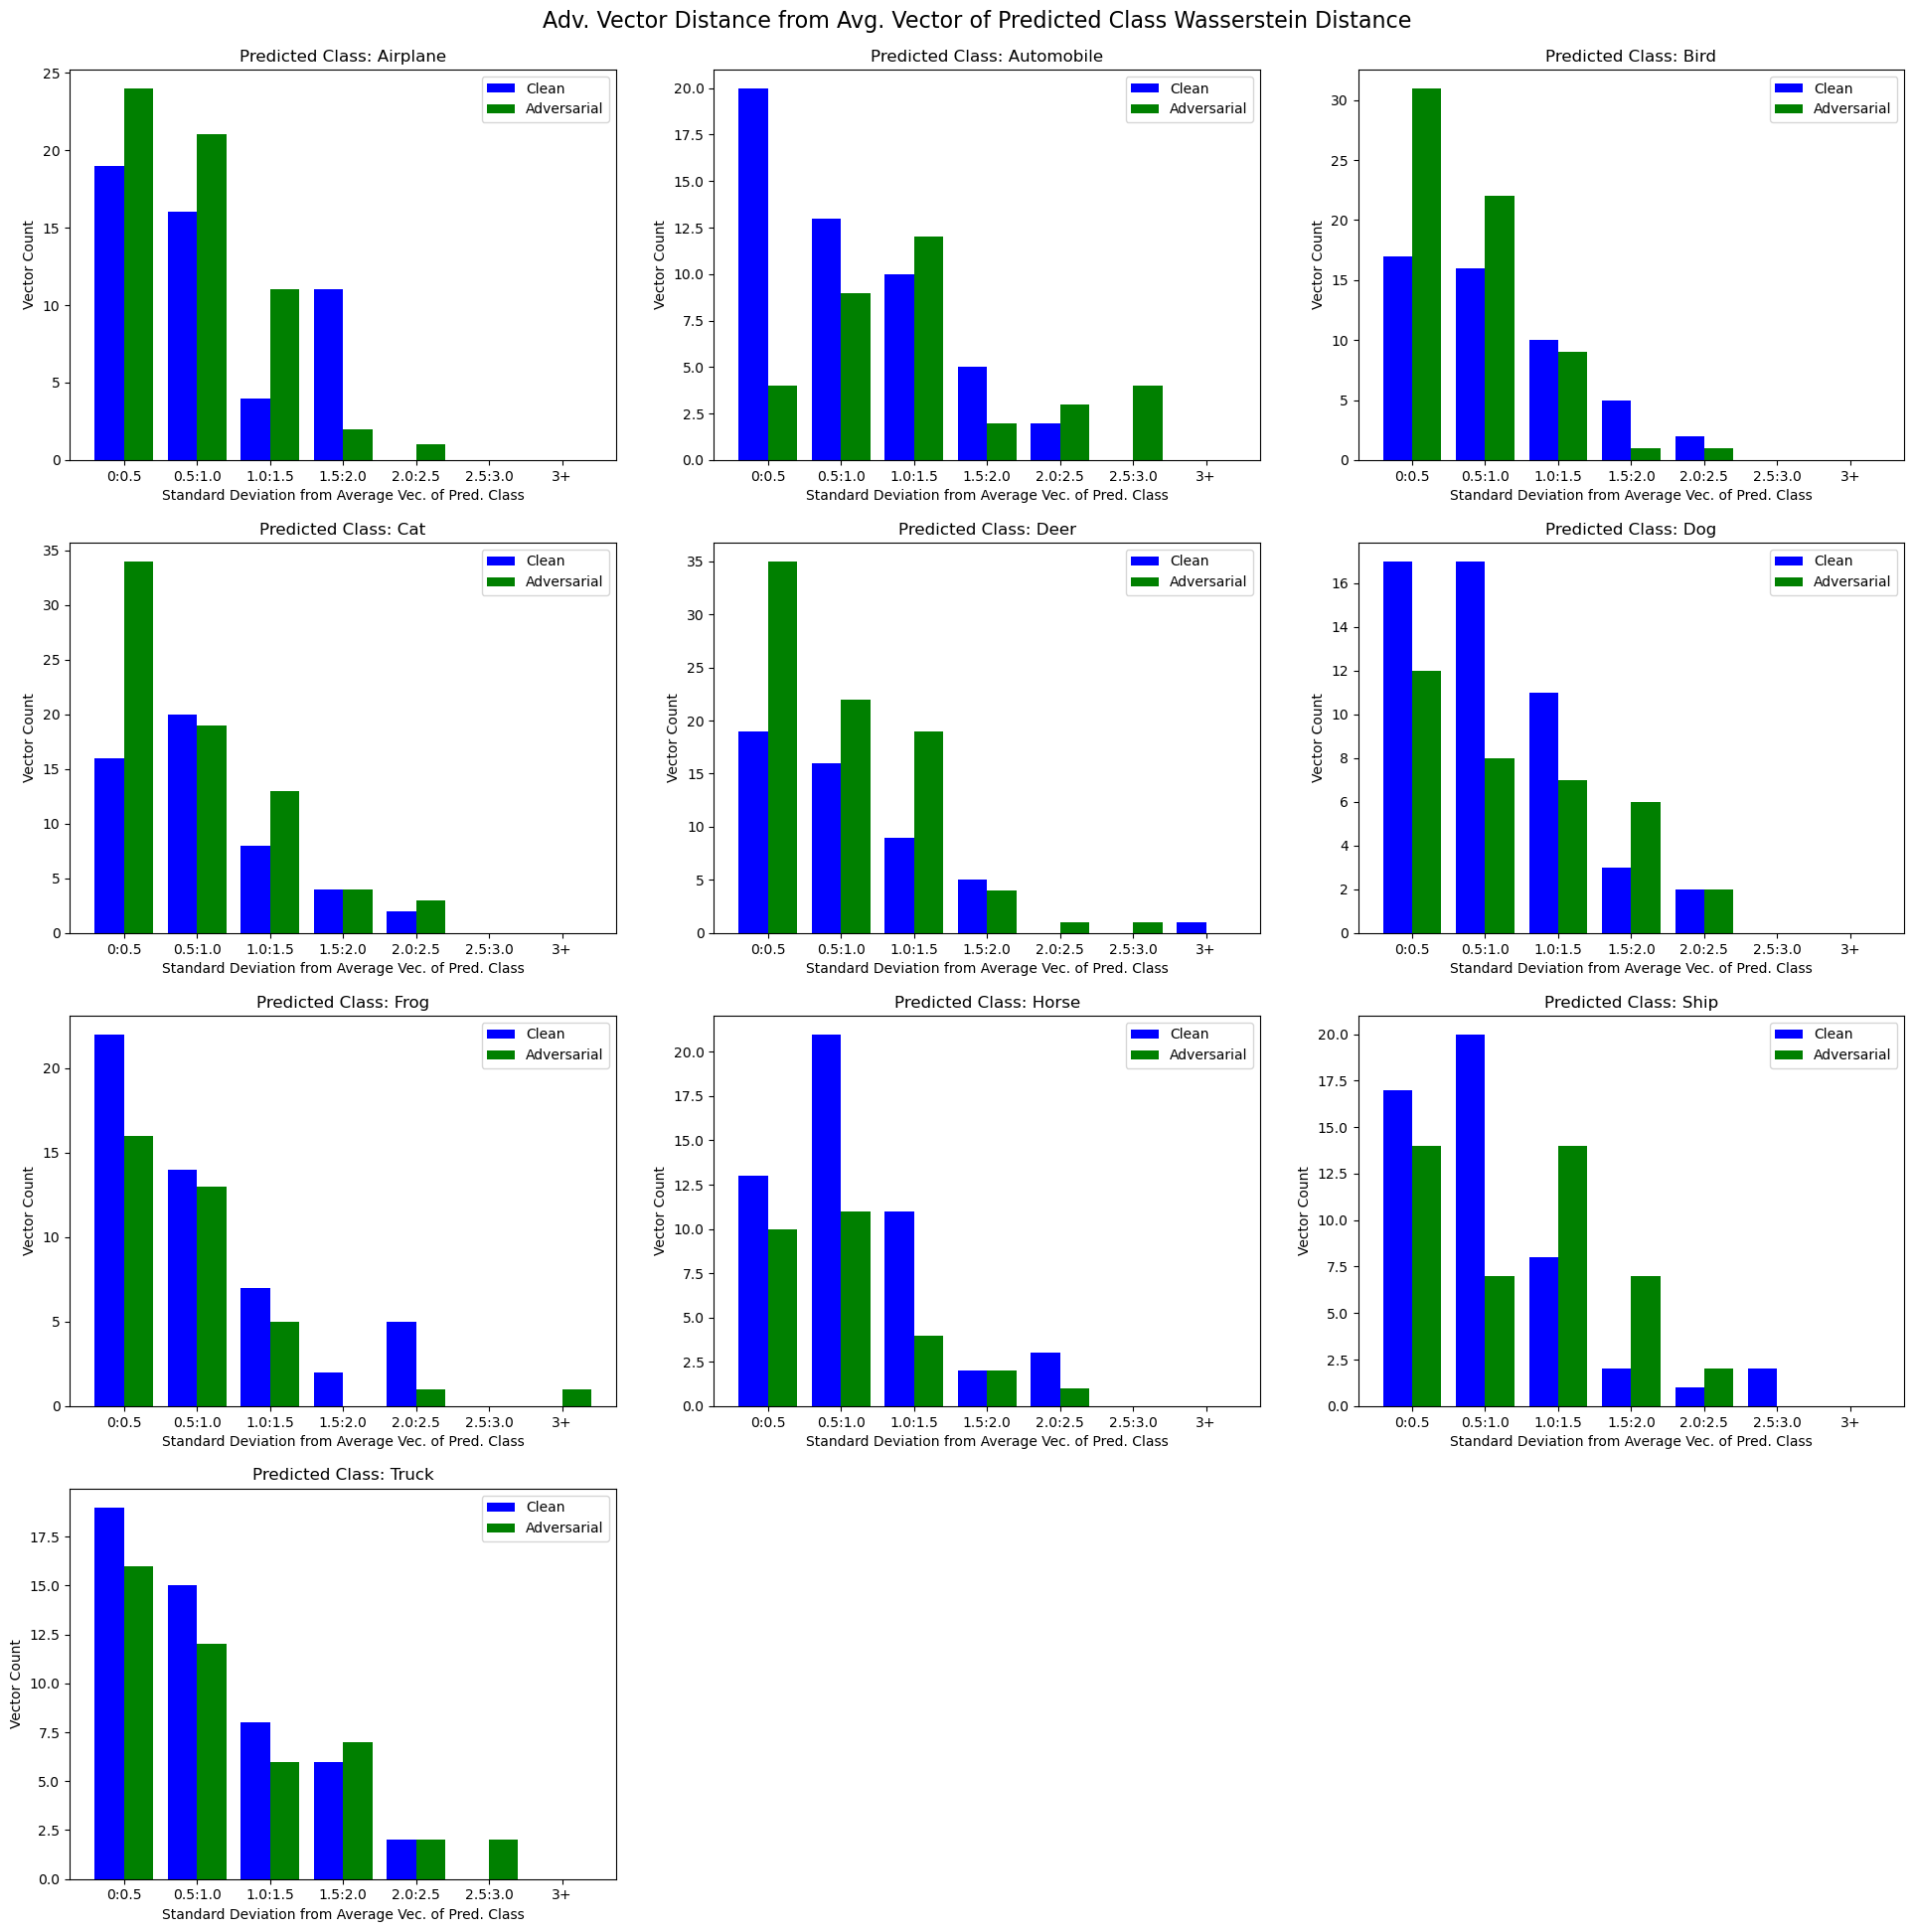 Adv. Vector Distance from Avg. Vector of Predicted Class Wasserstein Distance
Predicted Class: Airplane
25
20
15
10
5
0
Vector Count
Clean
Adversarial
0:0.5 0.5:1.0 1.0:1.5 1.5:2.0 2.0:2.5 2.5:3.0 3+
Standard Deviation from Average Vec. of Pred. Class
Predicted Class: Automobile
20.0
17.5
15.0
12.5
10.0
7.5
5.0
2.5
0.0
Vector Count
Clean
Adversarial
0:0.5 0.5:1.0 1.0:1.5 1.5:2.0 2.0:2.5 2.5:3.0 3+
Standard Deviation from Average Vec. of Pred. Class
Predicted Class: Bird
30
25
20
15
10
5
0
Vector Count
Clean
Adversarial
0:0.5 0.5:1.0 1.0:1.5 1.5:2.0 2.0:2.5 2.5:3.0 3+
Standard Deviation from Average Vec. of Pred. Class
Predicted Class: Cat
35
30
25
20
15
10
5
0
Vector Count
Clean
Adversarial
0:0.5 0.5:1.0 1.0:1.5 1.5:2.0 2.0:2.5 2.5:3.0 3+
Standard Deviation from Average Vec. of Pred. Class
Predicted Class: Deer
35
30
25
20
15
10
5
0
Vector Count
Clean
Adversarial
0:0.5 0.5:1.0 1.0:1.5 1.5:2.0 2.0:2.5 2.5:3.0 3+
Standard Deviation from Average Vec. of Pred. Class
Predicted Class: Dog
16
14
12
10
8
6
4
2
0
Vector Count
Clean
Adversarial
0:0.5 0.5:1.0 1.0:1.5 1.5:2.0 2.0:2.5 2.5:3.0 3+
Standard Deviation from Average Vec. of Pred. Class
Predicted Class: Frog
20
15
10
5
0
Vector Count
Clean
Adversarial
0:0.5 0.5:1.0 1.0:1.5 1.5:2.0 2.0:2.5 2.5:3.0 3+
Standard Deviation from Average Vec. of Pred. Class
Predicted Class: Horse
20.0
17.5
15.0
12.5
10.0
7.5
5.0
2.5
0.0
Vector Count
Clean
Adversarial
0:0.5 0.5:1.0 1.0:1.5 1.5:2.0 2.0:2.5 2.5:3.0 3+
Standard Deviation from Average Vec. of Pred. Class
Predicted Class: Ship
20.0
17.5
15.0
12.5
10.0
7.5
5.0
2.5
0.0
Vector Count
Clean
Adversarial
0:0.5 0.5:1.0 1.0:1.5 1.5:2.0 2.0:2.5 2.5:3.0 3+
Standard Deviation from Average Vec. of Pred. Class
Predicted Class: Truck
17.5
15.0
12.5
10.0
7.5
5.0
2.5
0.0
Vector Count
Clean
Adversarial
0:0.5 0.5:1.0 1.0:1.5 1.5:2.0 2.0:2.5 2.5:3.0 3+
Standard Deviation from Average Vec. of Pred. Class